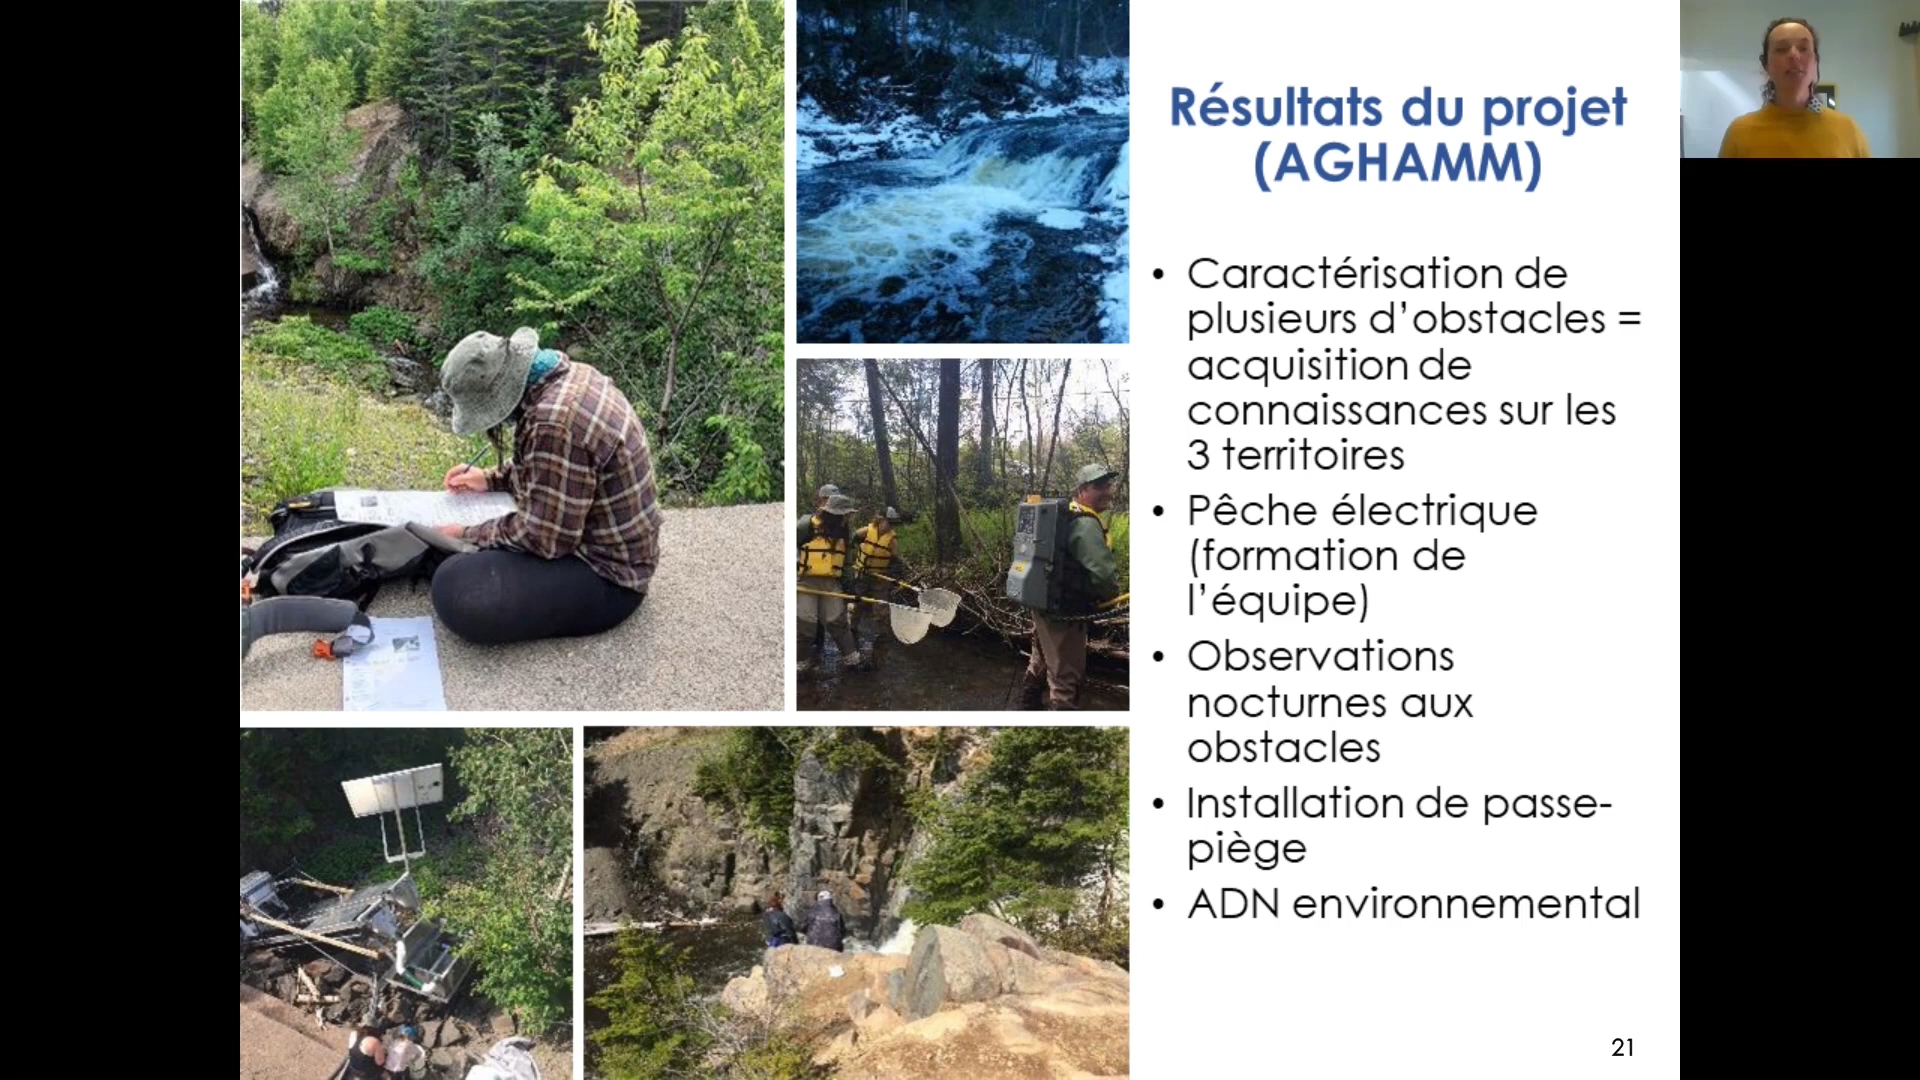 Résultats du projet
(AGHAMM)
• Caractérisation de
plusieurs d’obstacles =
acquisition de
connaissances sur les
3 territoires
• Pêche électrique
(formation de
l’équipe)
• Observations
nocturnes aux
obstacles
• Installation de passe-
piège
• ADN environnemental
21